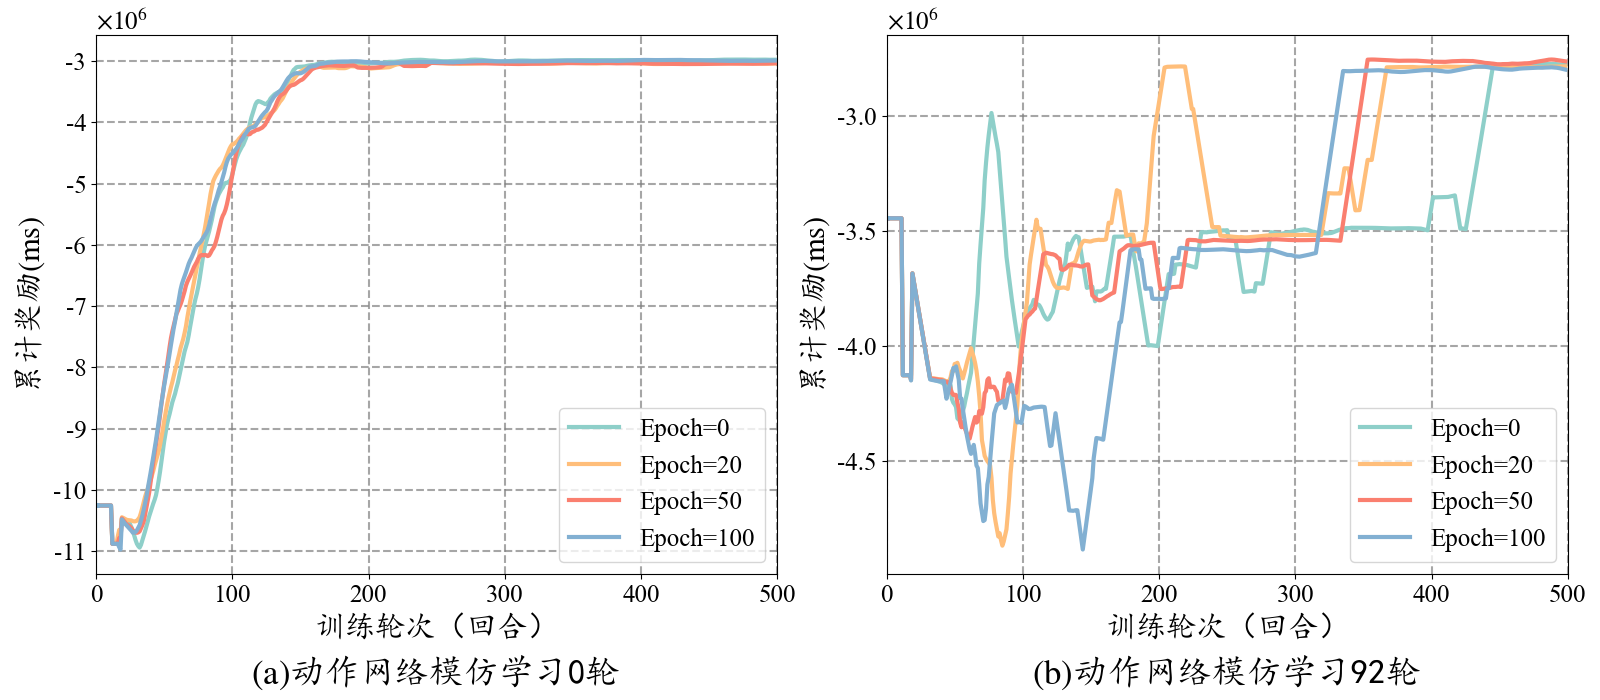 ×10⁶
-3
-4
-5
-6
-7
-8
-9
-10
-11
累计奖励(ms)
Epoch=0
Epoch=20
Epoch=50
Epoch=100
0 100 200 300 400 500
训练轮次（回合）
(a)动作网络模仿学习0轮
×10⁶
-3.0
-3.5
-4.0
-4.5
累计奖励(ms)
Epoch=0
Epoch=20
Epoch=50
Epoch=100
0 100 200 300 400 500
训练轮次（回合）
(b)动作网络模仿学习92轮